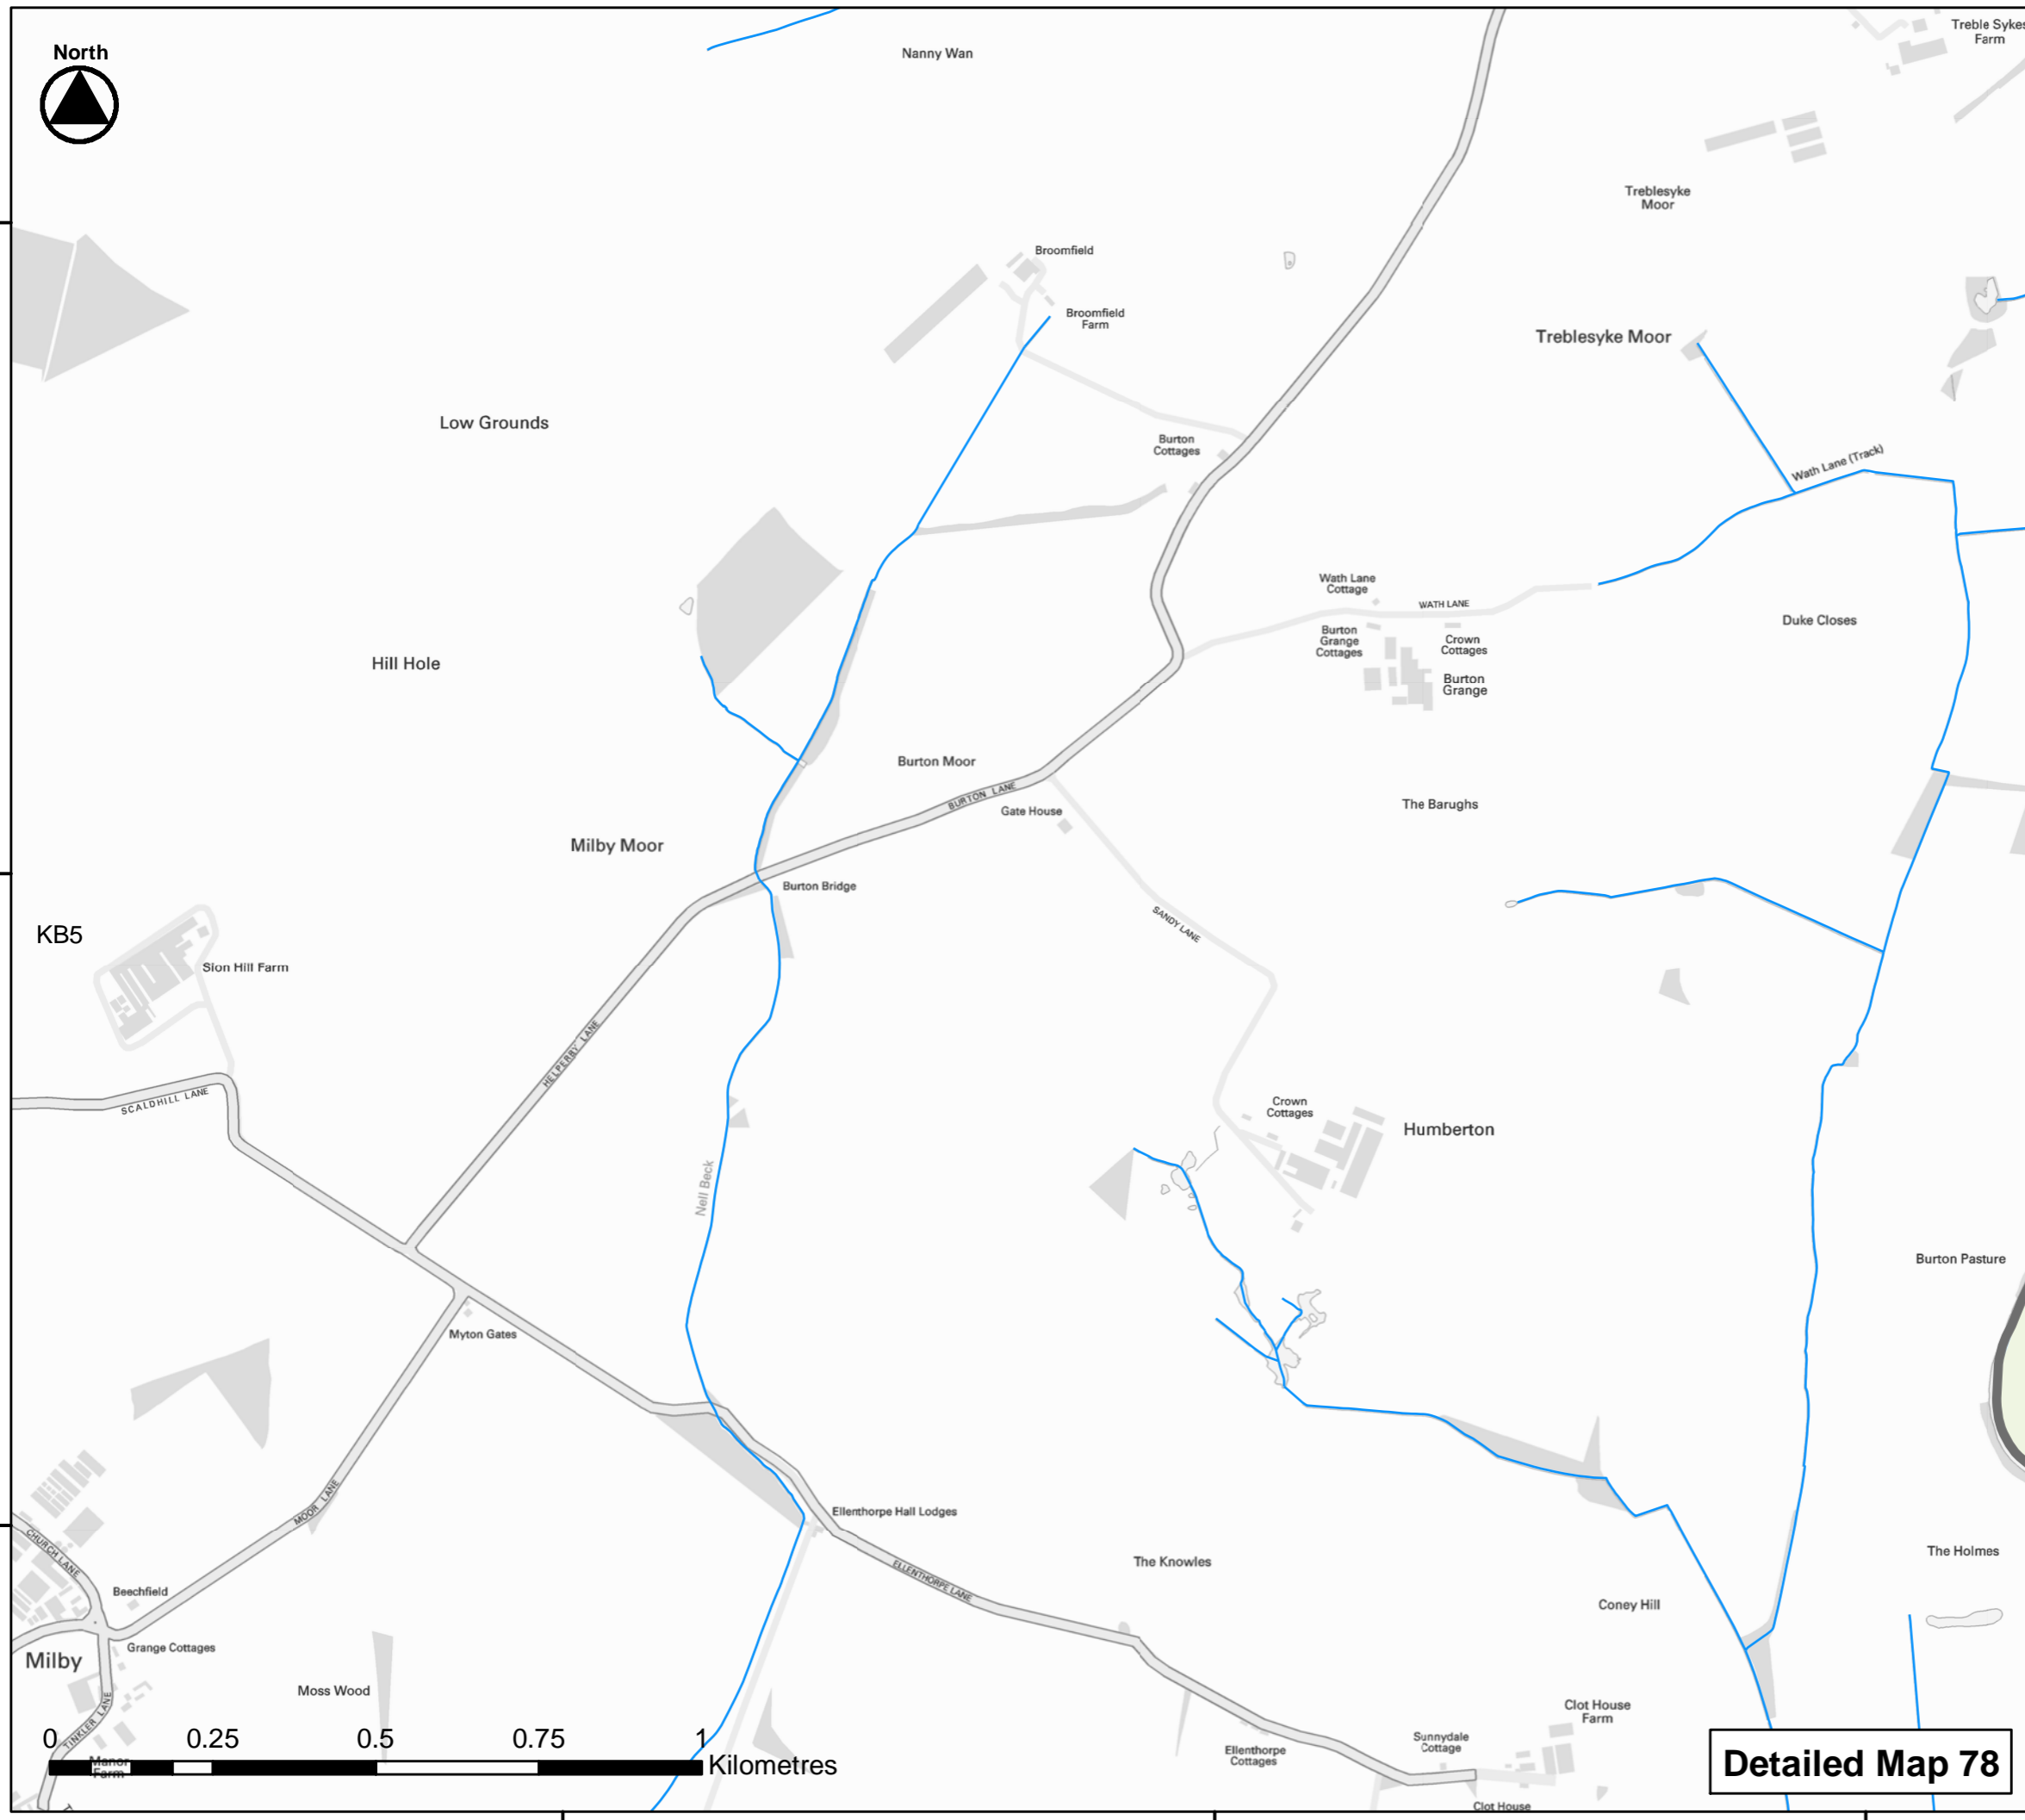 North
Nanny Wan
Treble Sykes
Farm
Treblesyke
Moor
Broomfield
Broomfield
Farm
Treblesyke Moor
Low Grounds
Burton
Cottages
Wath Lane (Track)
Wath Lane
Cottage
WATH LANE
Burton
Grange
Cottages
Crown
Cottages
Duke Closes
Hill Hole
Burton
Grange
Burton Moor
BURTON LANE
Gate House
The Barughs
Milby Moor
Burton Bridge
SANDY LANE
KB5
Sion Hill Farm
HELPERBY LANE
SCALDHILL LANE
Crown
Cottages
Humberton
Nell Beck
Burton Pasture
Myton Gates
MOOR LANE
Ellenthorpe Hall Lodges
CHURCH LANE
The Knowles
The Holmes
ELLENTHORPE LANE
Beechfield
Coney Hill
Grange Cottages
Milby
Moss Wood
TINKLER LANE
Manor
Farm
Clot House
Farm
Sunnydale
Cottage
Ellenthorpe
Cottages
Clot House
0 0.25 0.5 0.75 1
Kilometres
Detailed Map 78